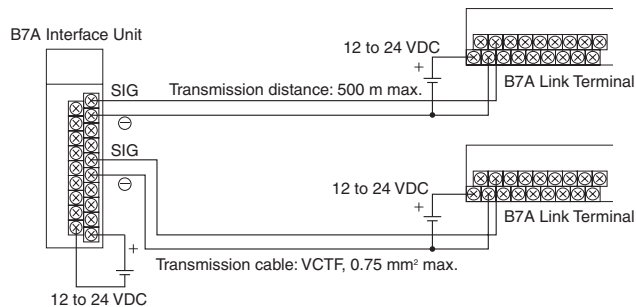 B7A Interface Unit
12 to 24 VDC
+
B7A Link Terminal
SIG
Transmission distance: 500 m max.
⊖
SIG
⊖
12 to 24 VDC
+
B7A Link Terminal
+
Transmission cable: VCTF, 0.75 mm² max.
12 to 24 VDC